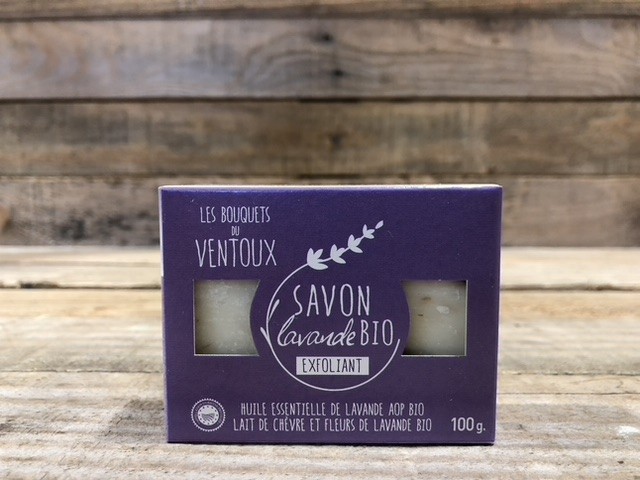 LES BOUQUETS
DU
VENTOUX
SAVON
lavande BIO
EXFOLIANT
HUILE ESSENTIELLE DE LAVANDE AOP BIO
LAIT DE CHÈVRE ET FLEURS DE LAVANDE BIO
100g.